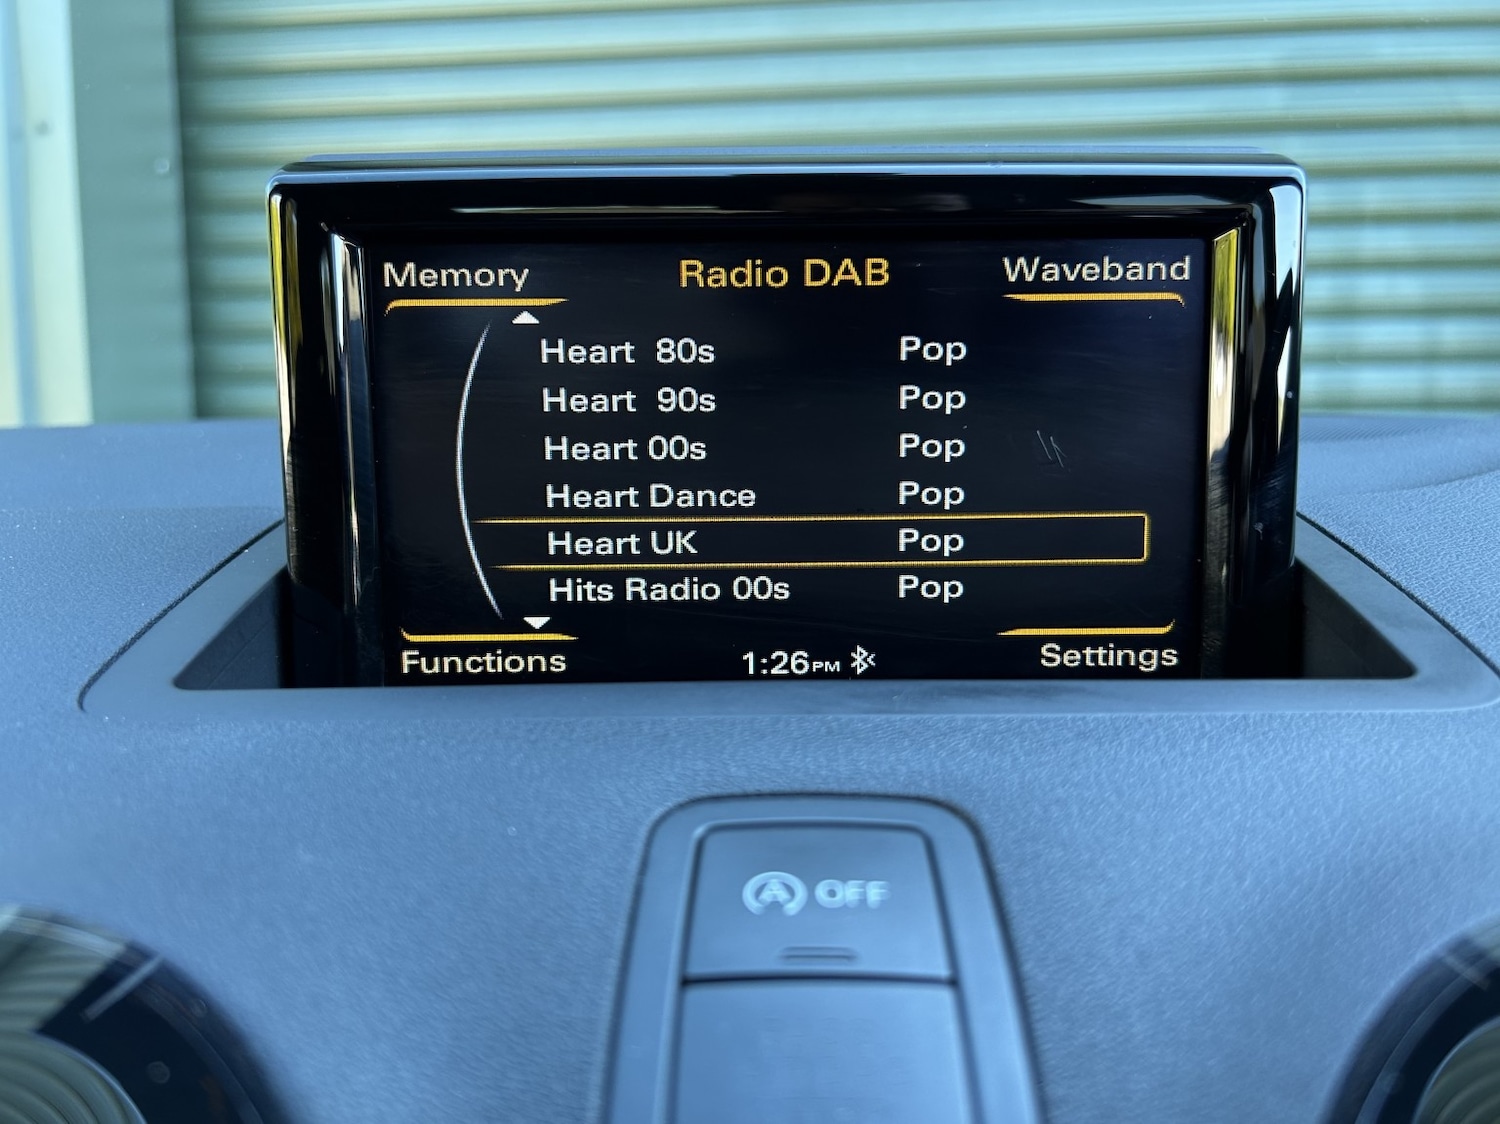 Memory Radio DAB Waveband
Heart 80s Pop
Heart 90s Pop
Heart 00s Pop
Heart Dance Pop
Heart UK Pop
Hits Radio 00s Pop
Functions 1:26PM Settings
A OFF